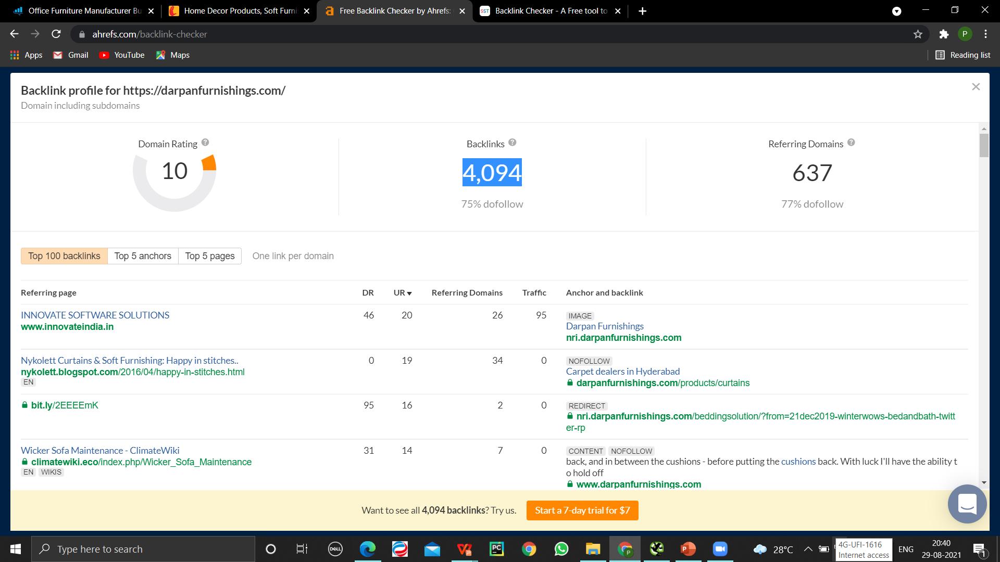 Office Furniture Manufacturer Bu
Home Decor Products, Soft Furni
Free Backlink Checker by Ahrefs:
SST Backlink Checker - A Free tool to
ahrefs.com/backlink-checker
P
Apps Gmail YouTube Maps Reading list
Backlink profile for https://darpanfurnishings.com/
Domain including subdomains
Domain Rating ?
10
Backlinks ?
4,094
75% dofollow
Referring Domains ?
637
77% dofollow
Top 100 backlinks Top 5 anchors Top 5 pages One link per domain
Referring page DR UR Referring Domains Traffic Anchor and backlink
INNOVATE SOFTWARE SOLUTIONS 46 20 26 95 IMAGE
www.innovateindia.in
Darpan Furnishings
nri.darpanfurnishings.com
Nykolett Curtains & Soft Furnishing: Happy in stitches.. 0 19 34 0 NOFOLLOW
nykolett.blogspot.com/2016/04/happy-in-stitches.html
EN
Carpet dealers in Hyderabad
darpanfurnishings.com/products/curtains
bit.ly/2EEEEmK 95 16 2 0 REDIRECT
nri.darpanfurnishings.com/beddingsolution/?from=21dec2019-winterwows-bedandbath-twitt
er-rp
Wicker Sofa Maintenance - ClimateWiki 31 14 7 0 CONTENT NOFOLLOW
climatewiki.eco/index.php/Wicker_Sofa_Maintenance
EN WIKIS
back, and in between the cushions - before putting the cushions back. With luck I'll have the ability t
o hold off
www.darpanfurnishings.com
Want to see all 4,094 backlinks? Try us. Start a 7-day trial for $7
Type here to search
DELL
PC
P
P
28°C
4G-UFI-1616
Internet access
ENG
20:40
29-08-2021
1